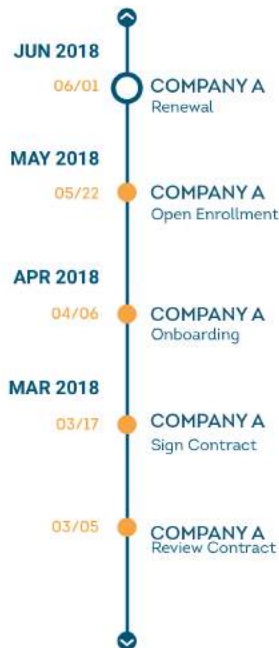 JUN 2018
06/01
COMPANY A
Renewal
MAY 2018
05/22
COMPANY A
Open Enrollment
APR 2018
04/06
COMPANY A
Onboarding
MAR 2018
03/17
COMPANY A
Sign Contract
03/05
COMPANY A
Review Contract